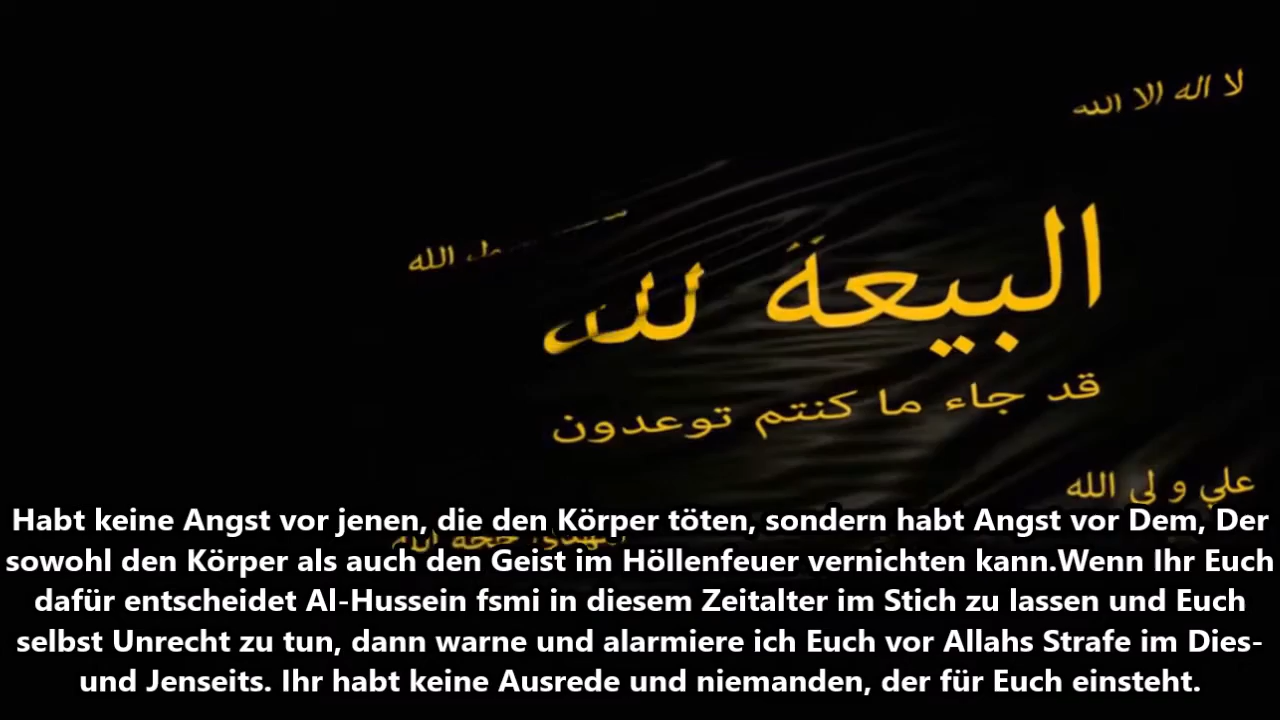 لا اله الا الله
الله
البيعة لله
قد جاء ما كنتم توعدون
علي و لي الله
Habt keine Angst vor jenen, die den Körper töten, sondern habt Angst vor Dem, Der
sowohl den Körper als auch den Geist im Höllenfeuer vernichten kann.Wenn Ihr Euch
dafür entscheidet Al-Hussein fsmi in diesem Zeitalter im Stich zu lassen und Euch
selbst Unrecht zu tun, dann warne und alarmiere ich Euch vor Allahs Strafe im Dies-
und Jenseits. Ihr habt keine Ausrede und niemanden, der für Euch einsteht.